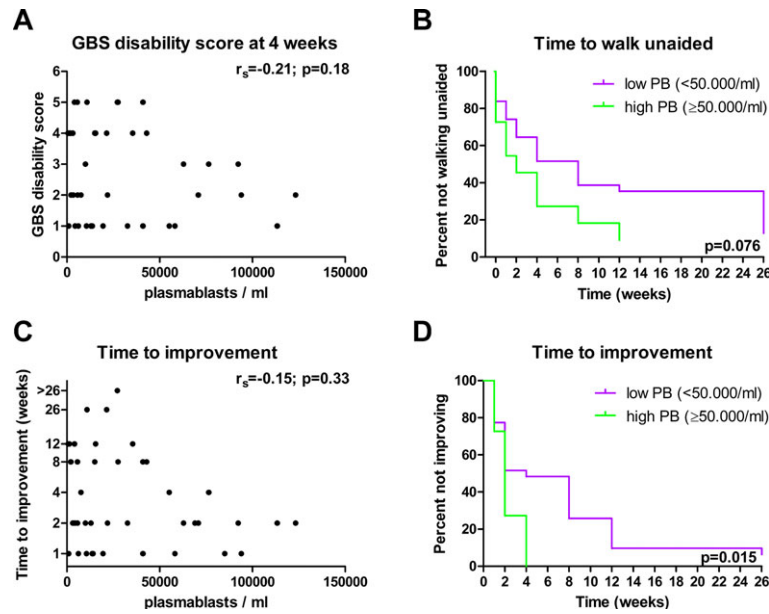 A
GBS disability score at 4 weeks
rs=-0.21; p=0.18
GBS disability score
6
5
4
3
2
1
0
0 50000 100000 150000
plasmablasts / ml
B
Time to walk unaided
low PB (<50.000/ml)
high PB (≥50.000/ml)
Percent not walking unaided
100
80
60
40
20
0
p=0.076
0 2 4 6 8 10 12 14 16 18 20 22 24 26
Time (weeks)
C
Time to improvement
rs=-0.15; p=0.33
Time to improvement (weeks)
>26
26
12
8
4
2
1
0 50000 100000 150000
plasmablasts / ml
D
Time to improvement
low PB (<50.000/ml)
high PB (≥50.000/ml)
Percent not improving
100
80
60
40
20
0
p=0.015
0 2 4 6 8 10 12 14 16 18 20 22 24 26
Time (weeks)